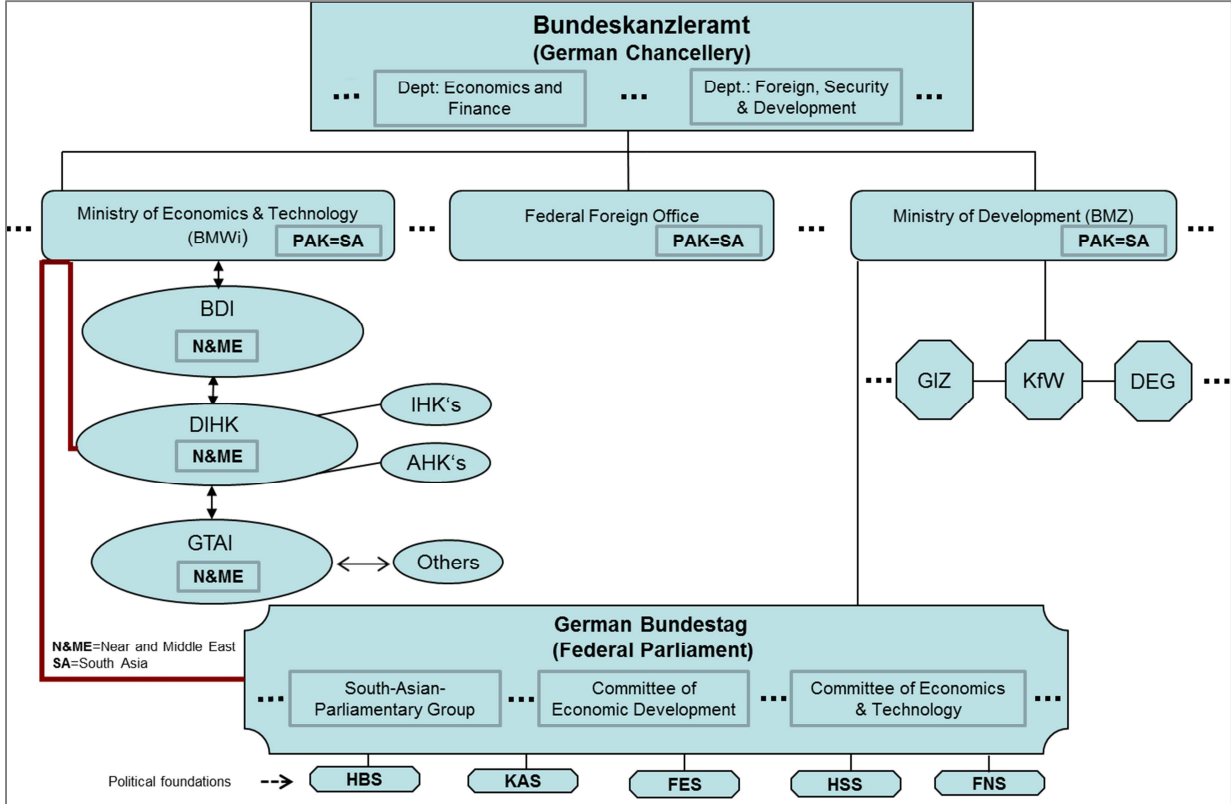 Bundeskanzleramt
(German Chancellery)
... Dept: Economics and
Finance
... Dept.: Foreign, Security
& Development
...
... Ministry of Economics & Technology
(BMWi)
PAK=SA
...
Federal Foreign Office
PAK=SA
...
Ministry of Development (BMZ)
PAK=SA
...
BDI
N&ME
DIHK
N&ME
IHK‘s
AHK‘s
GTAI
N&ME
Others
... GIZ
KfW
DEG ...
N&ME=Near and Middle East
SA=South Asia
German Bundestag
(Federal Parliament)
... South-Asian-
Parliamentary Group
... Committee of
Economic Development
... Committee of Economics
& Technology
...
Political foundations
HBS
KAS
FES
HSS
FNS